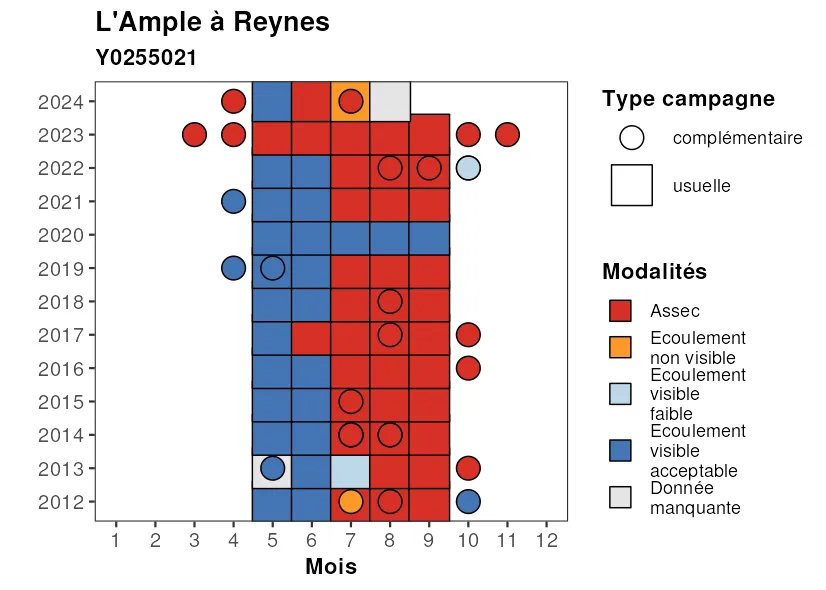 L'Ample à Reynes
Y0255021
2024
2023
2022
2021
2020
2019
2018
2017
2016
2015
2014
2013
2012
1 2 3 4 5 6 7 8 9 10 11 12
Mois
Type campagne
complémentaire
usuelle
Modalités
Assec
Ecoulement
non visible
Ecoulement
visible
faible
Ecoulement
visible
acceptable
Donnée
manquante